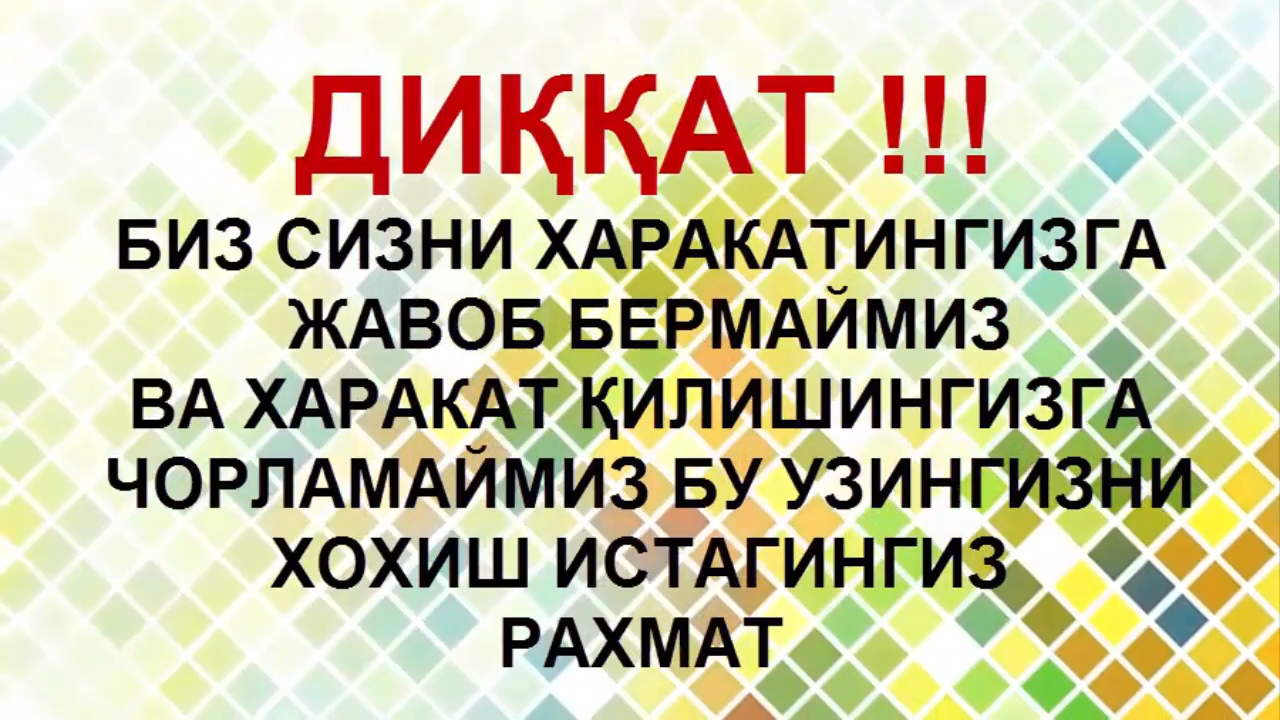 ДИҚҚАТ !!!
БИЗ СИЗНИ ХАРАКАТИНГИЗГА
ЖАВОБ БЕРМАЙМИЗ
ВА ХАРАКАТ ҚИЛИШИНГИЗГА
ЧОРЛАМАЙМИЗ БУ УЗИНГИЗНИ
ХОХИШ ИСТАГИНГИЗ
РАХМАТ